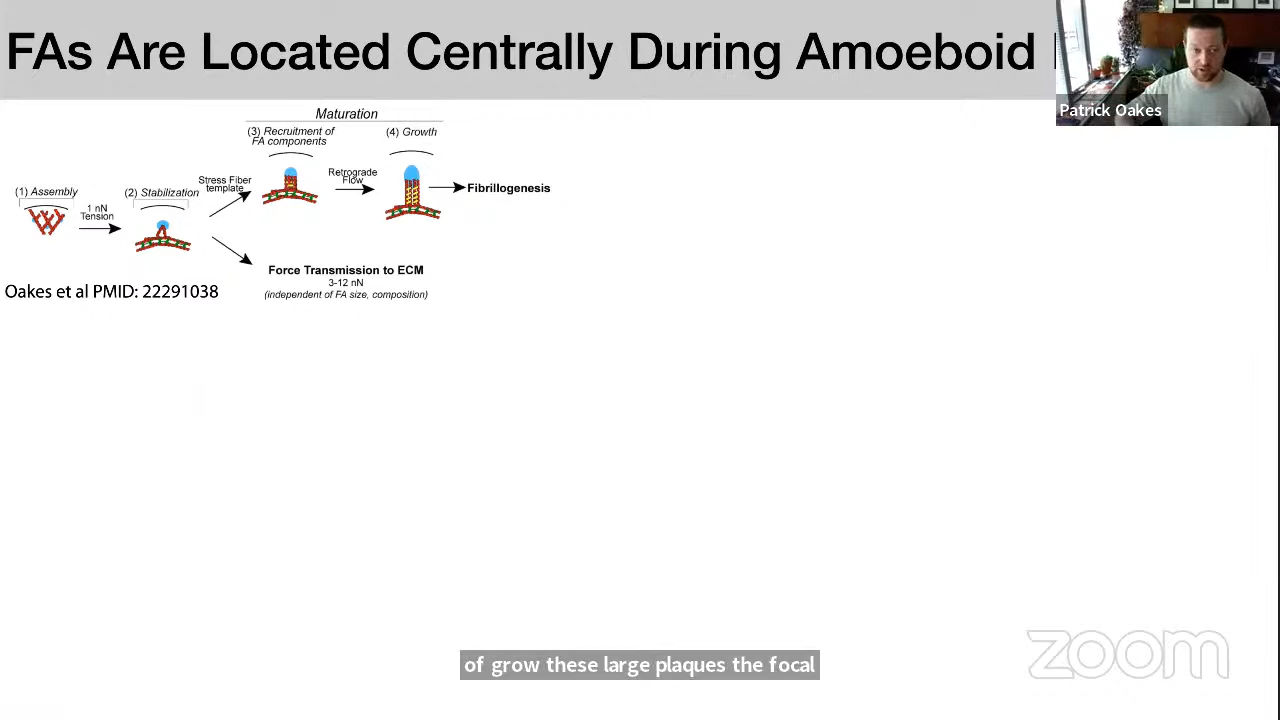 FAs Are Located Centrally During Amoeboid
Patrick Oakes
Maturation
(3) Recruitment of
FA components
(4) Growth
Stress Fiber
template
Retrograde
Flow
Fibrillogenesis
(1) Assembly
1 nN
Tension
(2) Stabilization
Force Transmission to ECM
3-12 nN
(independent of FA size, composition)
Oakes et al PMID: 22291038
of grow these large plaques the focal
zoom